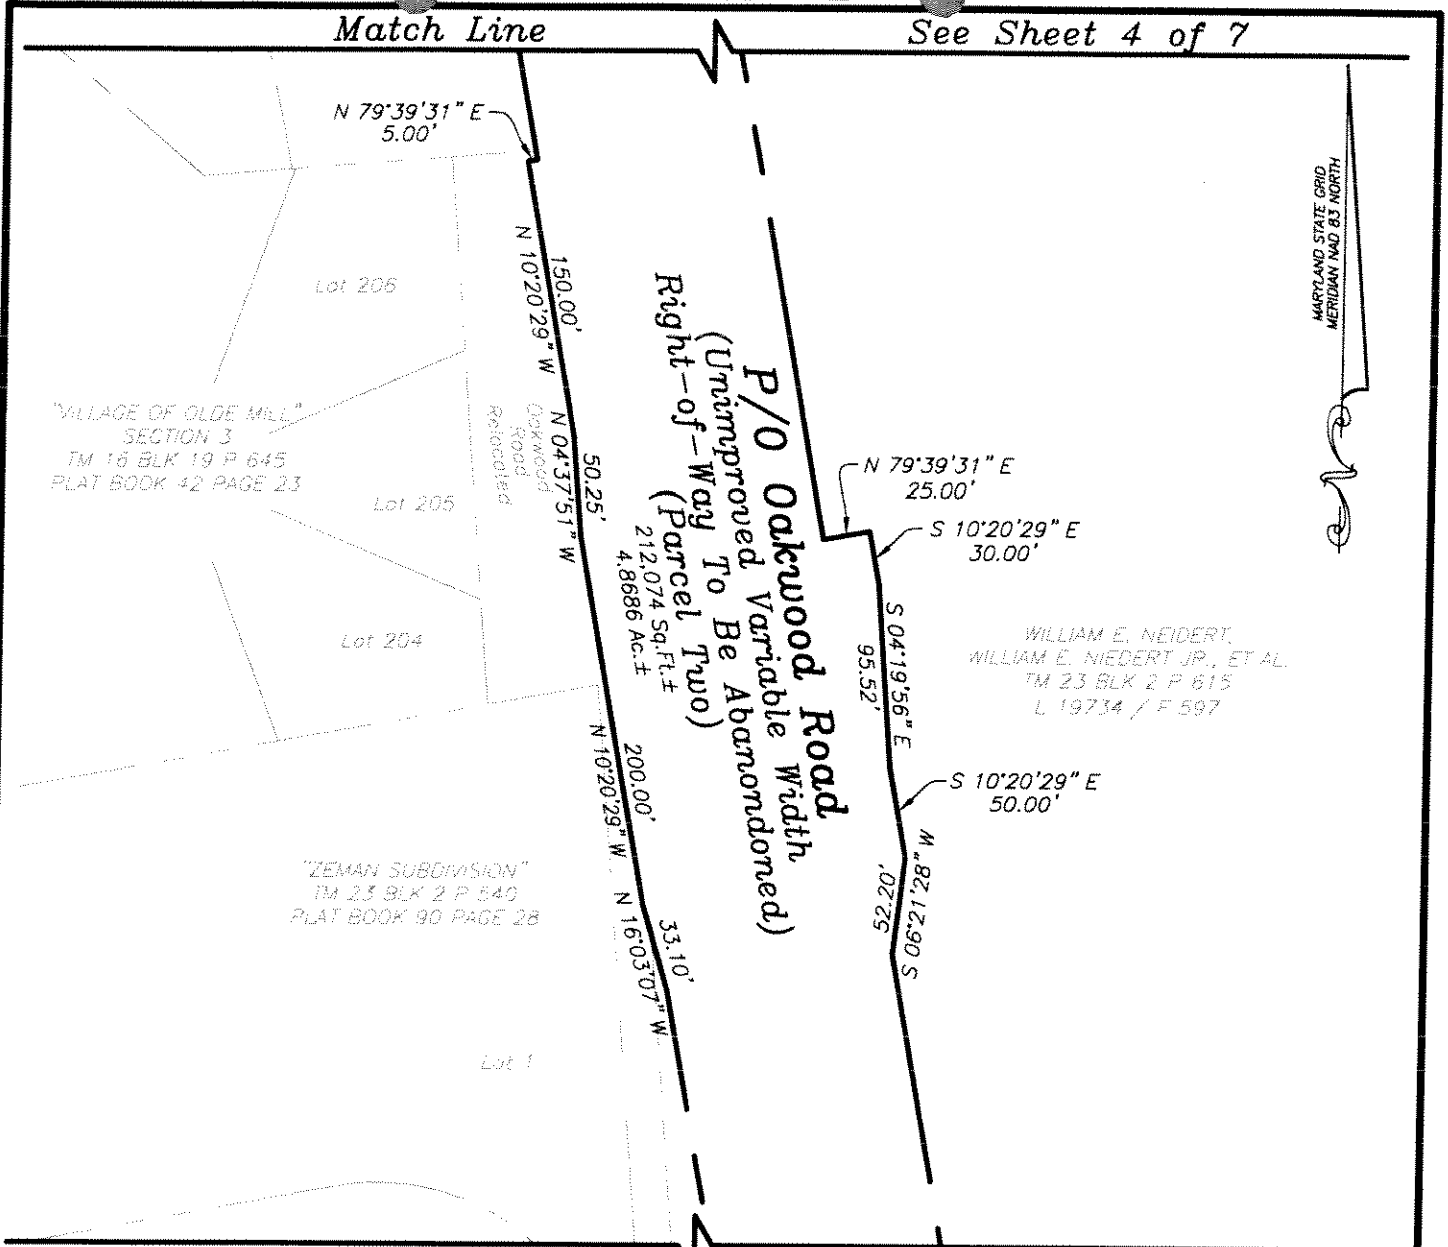 Match Line
See Sheet 4 of 7
N 79°39'31" E
5.00'
MARYLAND STATE GRID
MERIDIAN NAD 83 NORTH
150.00'
N 10°20'29" W
Lot 206
"VILLAGE OF OLDE MILL"
SECTION 3
TM 16 BLK 19 P 645
PLAT BOOK 42 PAGE 23
Oakwood
Road
Relocated
50.25'
N 04°37'51" W
Lot 205
Lot 204
P/O Oakwood Road
(Unimproved Variable Width
Right-of-Way To Be Abanondoned)
(Parcel Two)
212,074 Sq.Ft.±
4.8686 Ac.±
N 79°39'31" E
25.00'
S 10°20'29" E
30.00'
S 04°19'56" E
95.52'
WILLIAM E. NEIDERT,
WILLIAM E. NIEDERT JR., ET AL.
TM 23 BLK 2 P 615
L 19734 / F 597
S 10°20'29" E
50.00'
S 06°21'28" W
52.20'
200.00'
N 10°20'29" W
33.10'
N 16°03'07" W
"ZEMAN SUBDIVISION"
TM 23 BLK 2 P 540
PLAT BOOK 90 PAGE 28
Lot 1